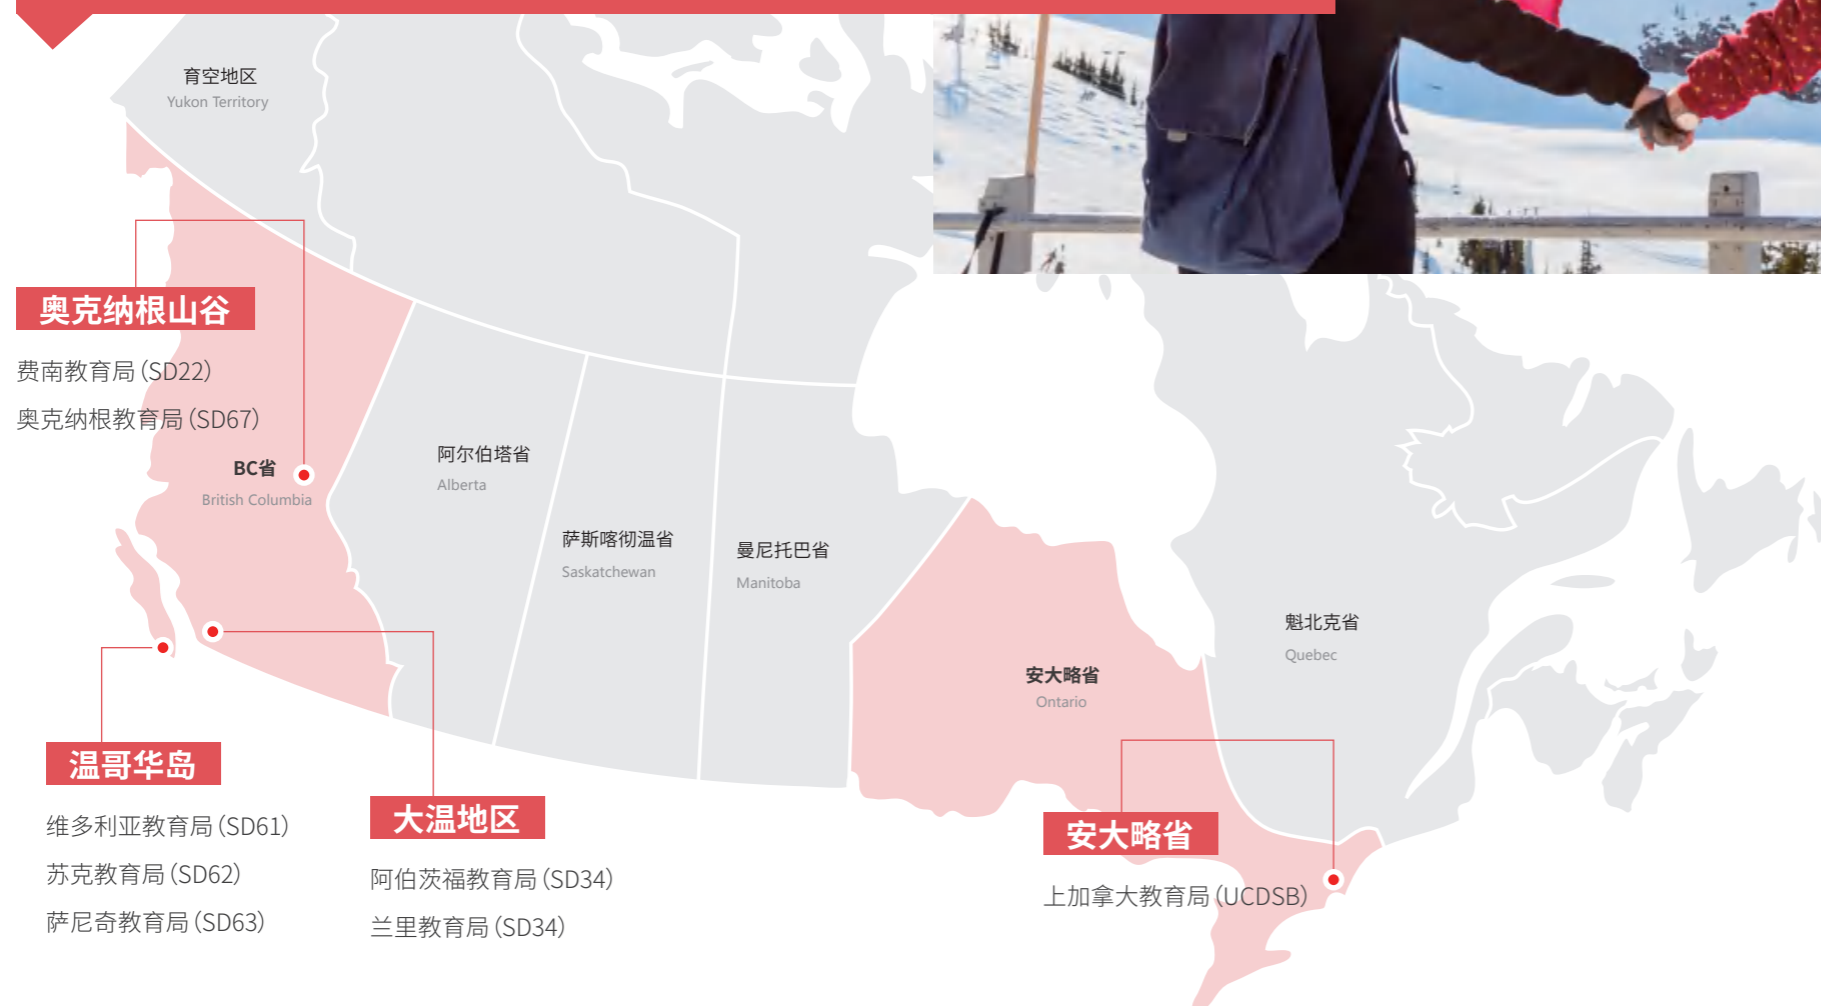 育空地区
Yukon Territory
奥克纳根山谷
费南教育局(SD22)
奥克纳根教育局(SD67)
BC省
British Columbia
阿尔伯塔省
Alberta
萨斯喀彻温省
Saskatchewan
曼尼托巴省
Manitoba
魁北克省
Quebec
安大略省
Ontario
温哥华岛
维多利亚教育局(SD61)
苏克教育局(SD62)
萨尼奇教育局(SD63)
大温地区
阿伯茨福教育局(SD34)
兰里教育局(SD34)
安大略省
上加拿大教育局(UCDSB)